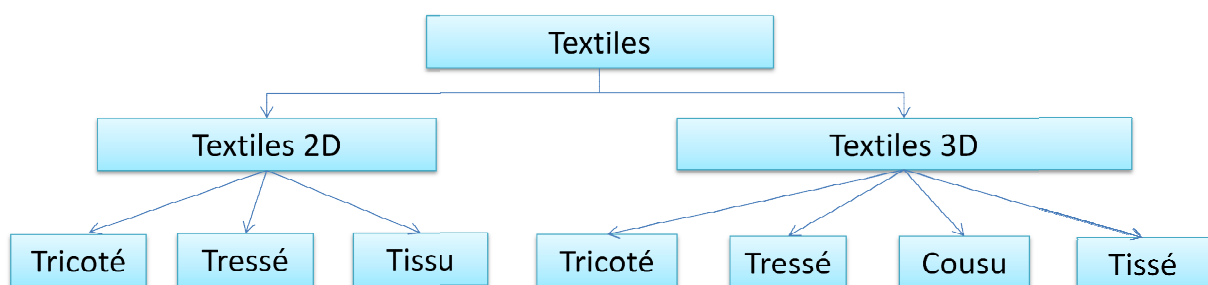 Textiles
Textiles 2D
Textiles 3D
Tricoté
Tressé
Tissu
Tricoté
Tressé
Cousu
Tissé